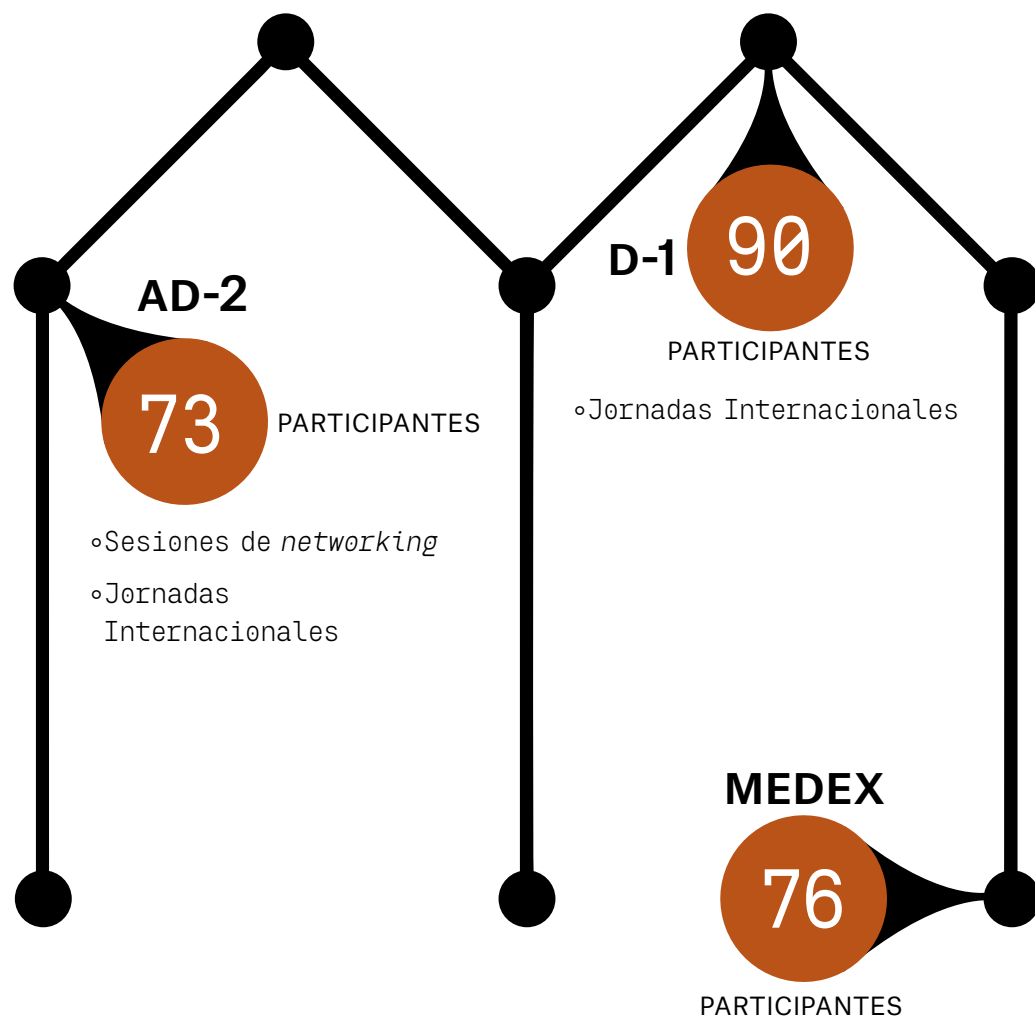 AD-2
73
PARTICIPANTES
∘Sesiones de networking
∘Jornadas
Internacionales
D-1
90
PARTICIPANTES
∘Jornadas Internacionales
MEDEX
76
PARTICIPANTES